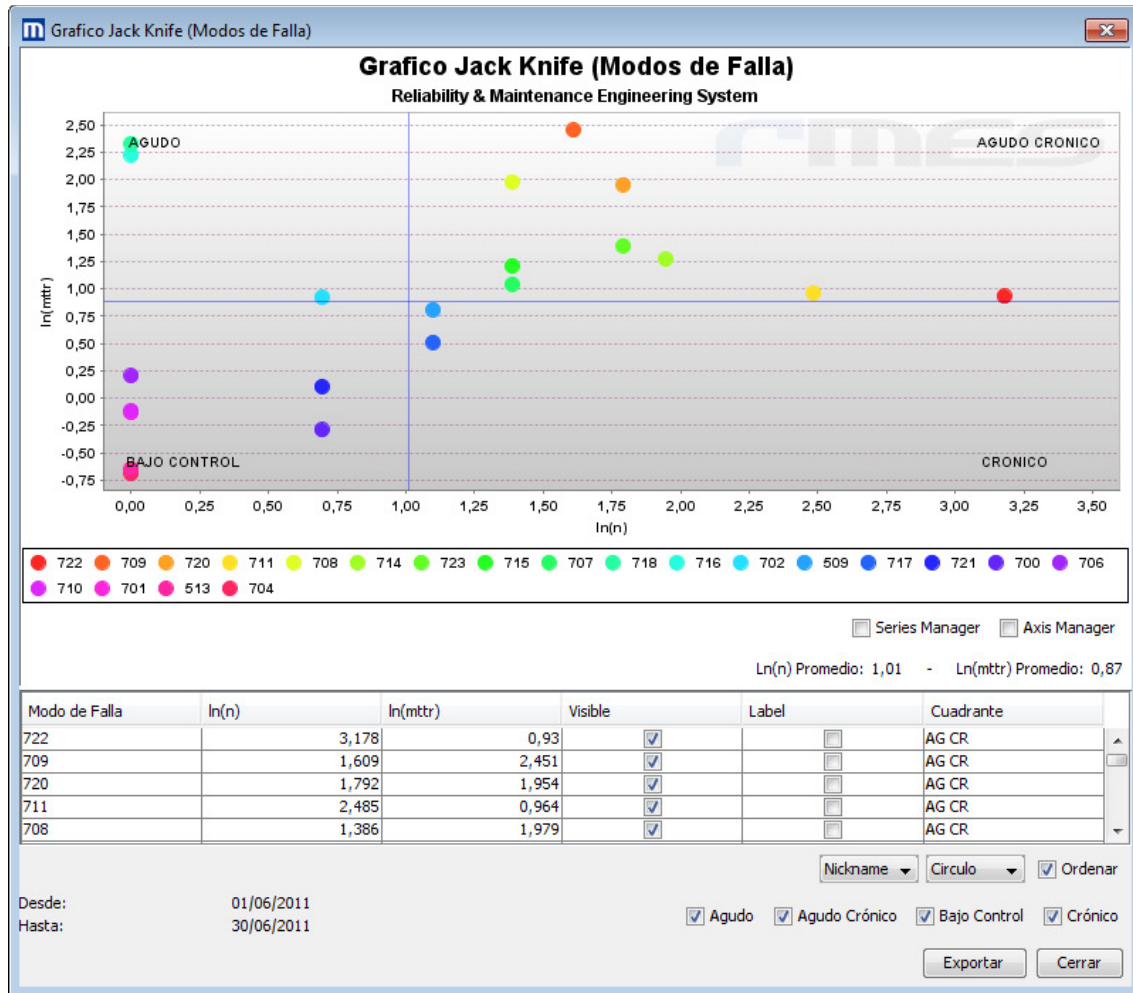 m Grafico Jack Knife (Modos de Falla)
Grafico Jack Knife (Modos de Falla)
Reliability & Maintenance Engineering System
rmes
AGUDO
AGUDO CRONICO
BAJO CONTROL
CRONICO
ln(mttr)
2,50
2,25
2,00
1,75
1,50
1,25
1,00
0,75
0,50
0,25
0,00
-0,25
-0,50
-0,75
0,00 0,25 0,50 0,75 1,00 1,25 1,50 1,75 2,00 2,25 2,50 2,75 3,00 3,25 3,50
ln(n)
722 709 720 711 708 714 723 715 707 718 716 702 509 717 721 700 706
710 701 513 704
Series Manager Axis Manager
Ln(n) Promedio: 1,01 - Ln(mttr) Promedio: 0,87
Modo de Falla ln(n) ln(mttr) Visible Label Cuadrante
722 3,178 0,93 AG CR
709 1,609 2,451 AG CR
720 1,792 1,954 AG CR
711 2,485 0,964 AG CR
708 1,386 1,979 AG CR
Nickname Circulo Ordenar
Desde: 01/06/2011
Hasta: 30/06/2011
Agudo Agudo Crónico Bajo Control Crónico
Exportar Cerrar